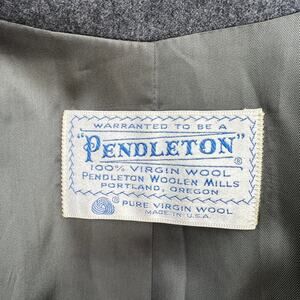 WARRANTED TO BE A
"PENDLETON"®
100% VIRGIN WOOL
PENDLETON WOOLEN MILLS
PORTLAND, OREGON
PURE VIRGIN WOOL
MADE IN U.S.A.